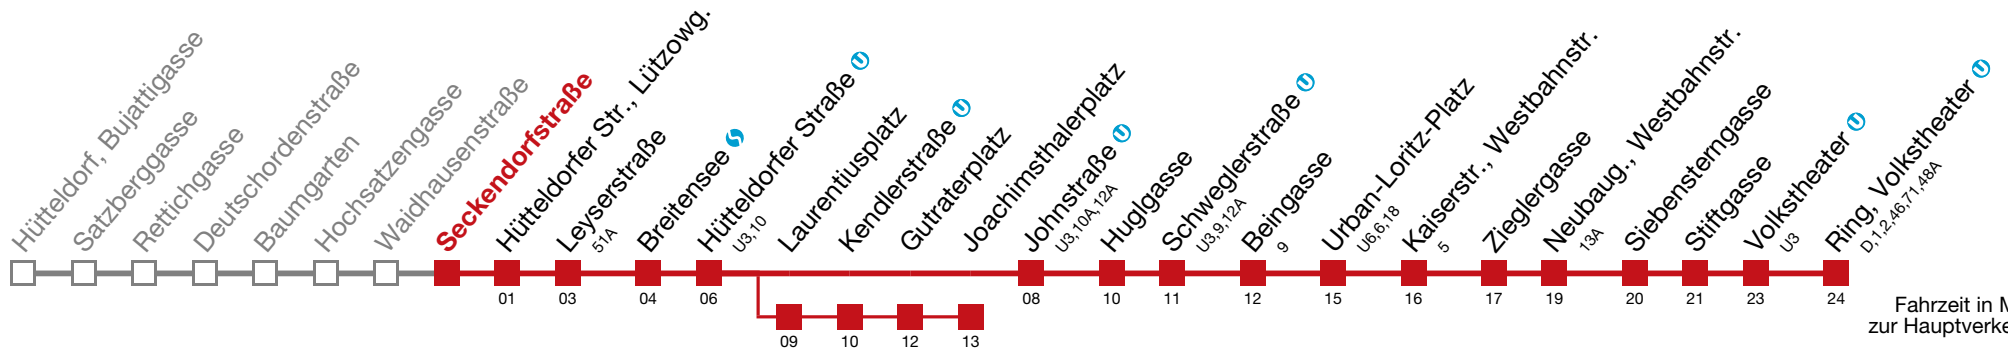 Hütteldorf, Bujattigasse
Satzberggasse
Rettichgasse
Deutschordenstraße
Baumgarten
Hochsatzengasse
Waidhausenstraße
Seckendorfstraße
Hütteldorfer Str., Lützowg.
Leyserstraße
51A
Breitensee
Hütteldorfer Straße U
U3,10
Laurentiusplatz
Kendlerstraße U
Gutraterplatz
Joachimsthalerplatz
Johnstraße U
U3,10A,12A
Huglgasse
Schweglerstraße U
U3,9,12A
Beingasse
9
Urban-Loritz-Platz
U6,6,18
Kaiserstr., Westbahnstr.
5
Zieglergasse
Neubaug., Westbahnstr.
13A
Siebensterngasse
Stiftgasse
Volkstheater U
U3
Ring, Volkstheater U
D,1,2,46,71,48A
01 03 04 06 08 10 11 12 15 16 17 19 20 21 23 24
09 10 12 13
Fahrzeit in M
zur Hauptverke